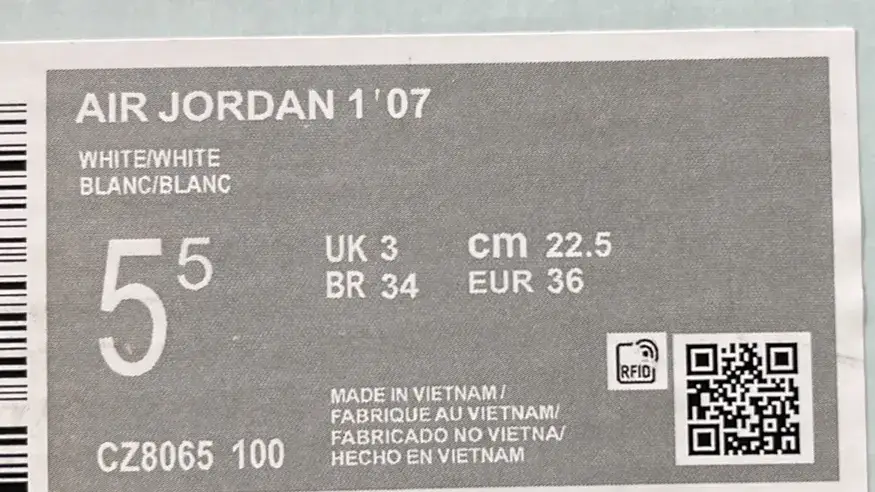 AIR JORDAN 1 '07
WHITE/WHITE
BLANC/BLANC
5 5
UK 3 cm 22.5
BR 34 EUR 36
RFID
MADE IN VIETNAM/
FABRIQUE AU VIETNAM/
FABRICADO NO VIETNA/
HECHO EN VIETNAM
CZ8065 100